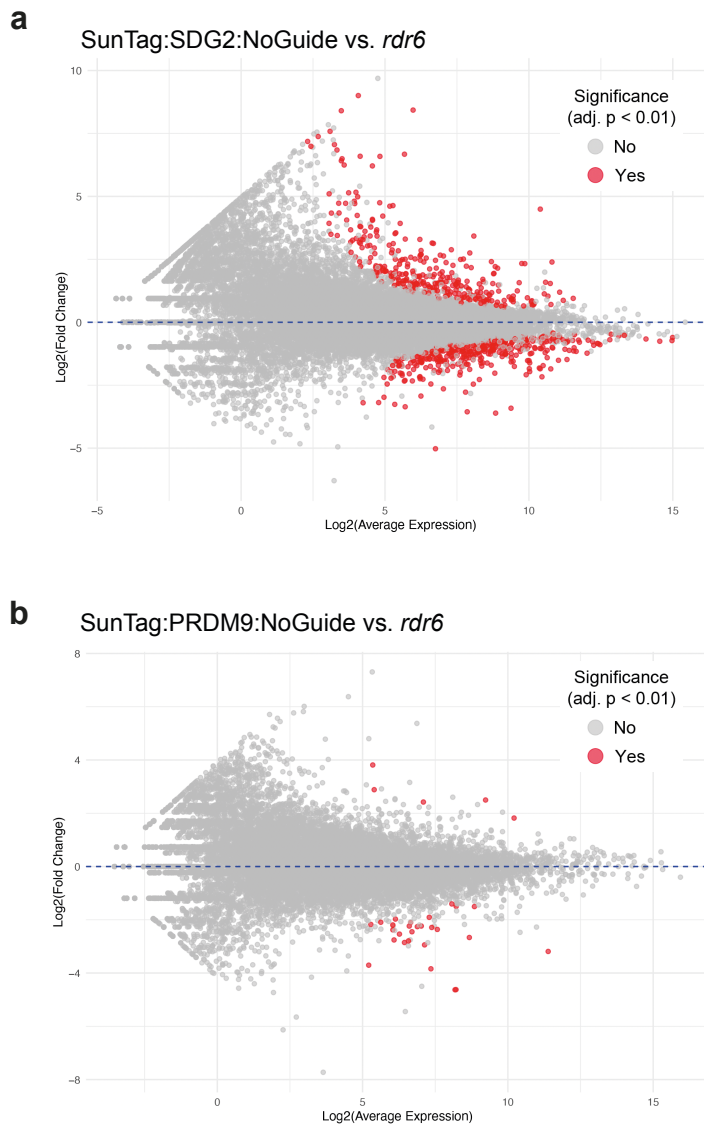 a
SunTag:SDG2:NoGuide vs. rdr6
10
5
0
−5
Log2(Fold Change)
Significance
(adj. p < 0.01)
No
Yes
−5 0 5 10 15
Log2(Average Expression)
b
SunTag:PRDM9:NoGuide vs. rdr6
8
4
0
−4
−8
Log2(Fold Change)
Significance
(adj. p < 0.01)
No
Yes
0 5 10 15
Log2(Average Expression)